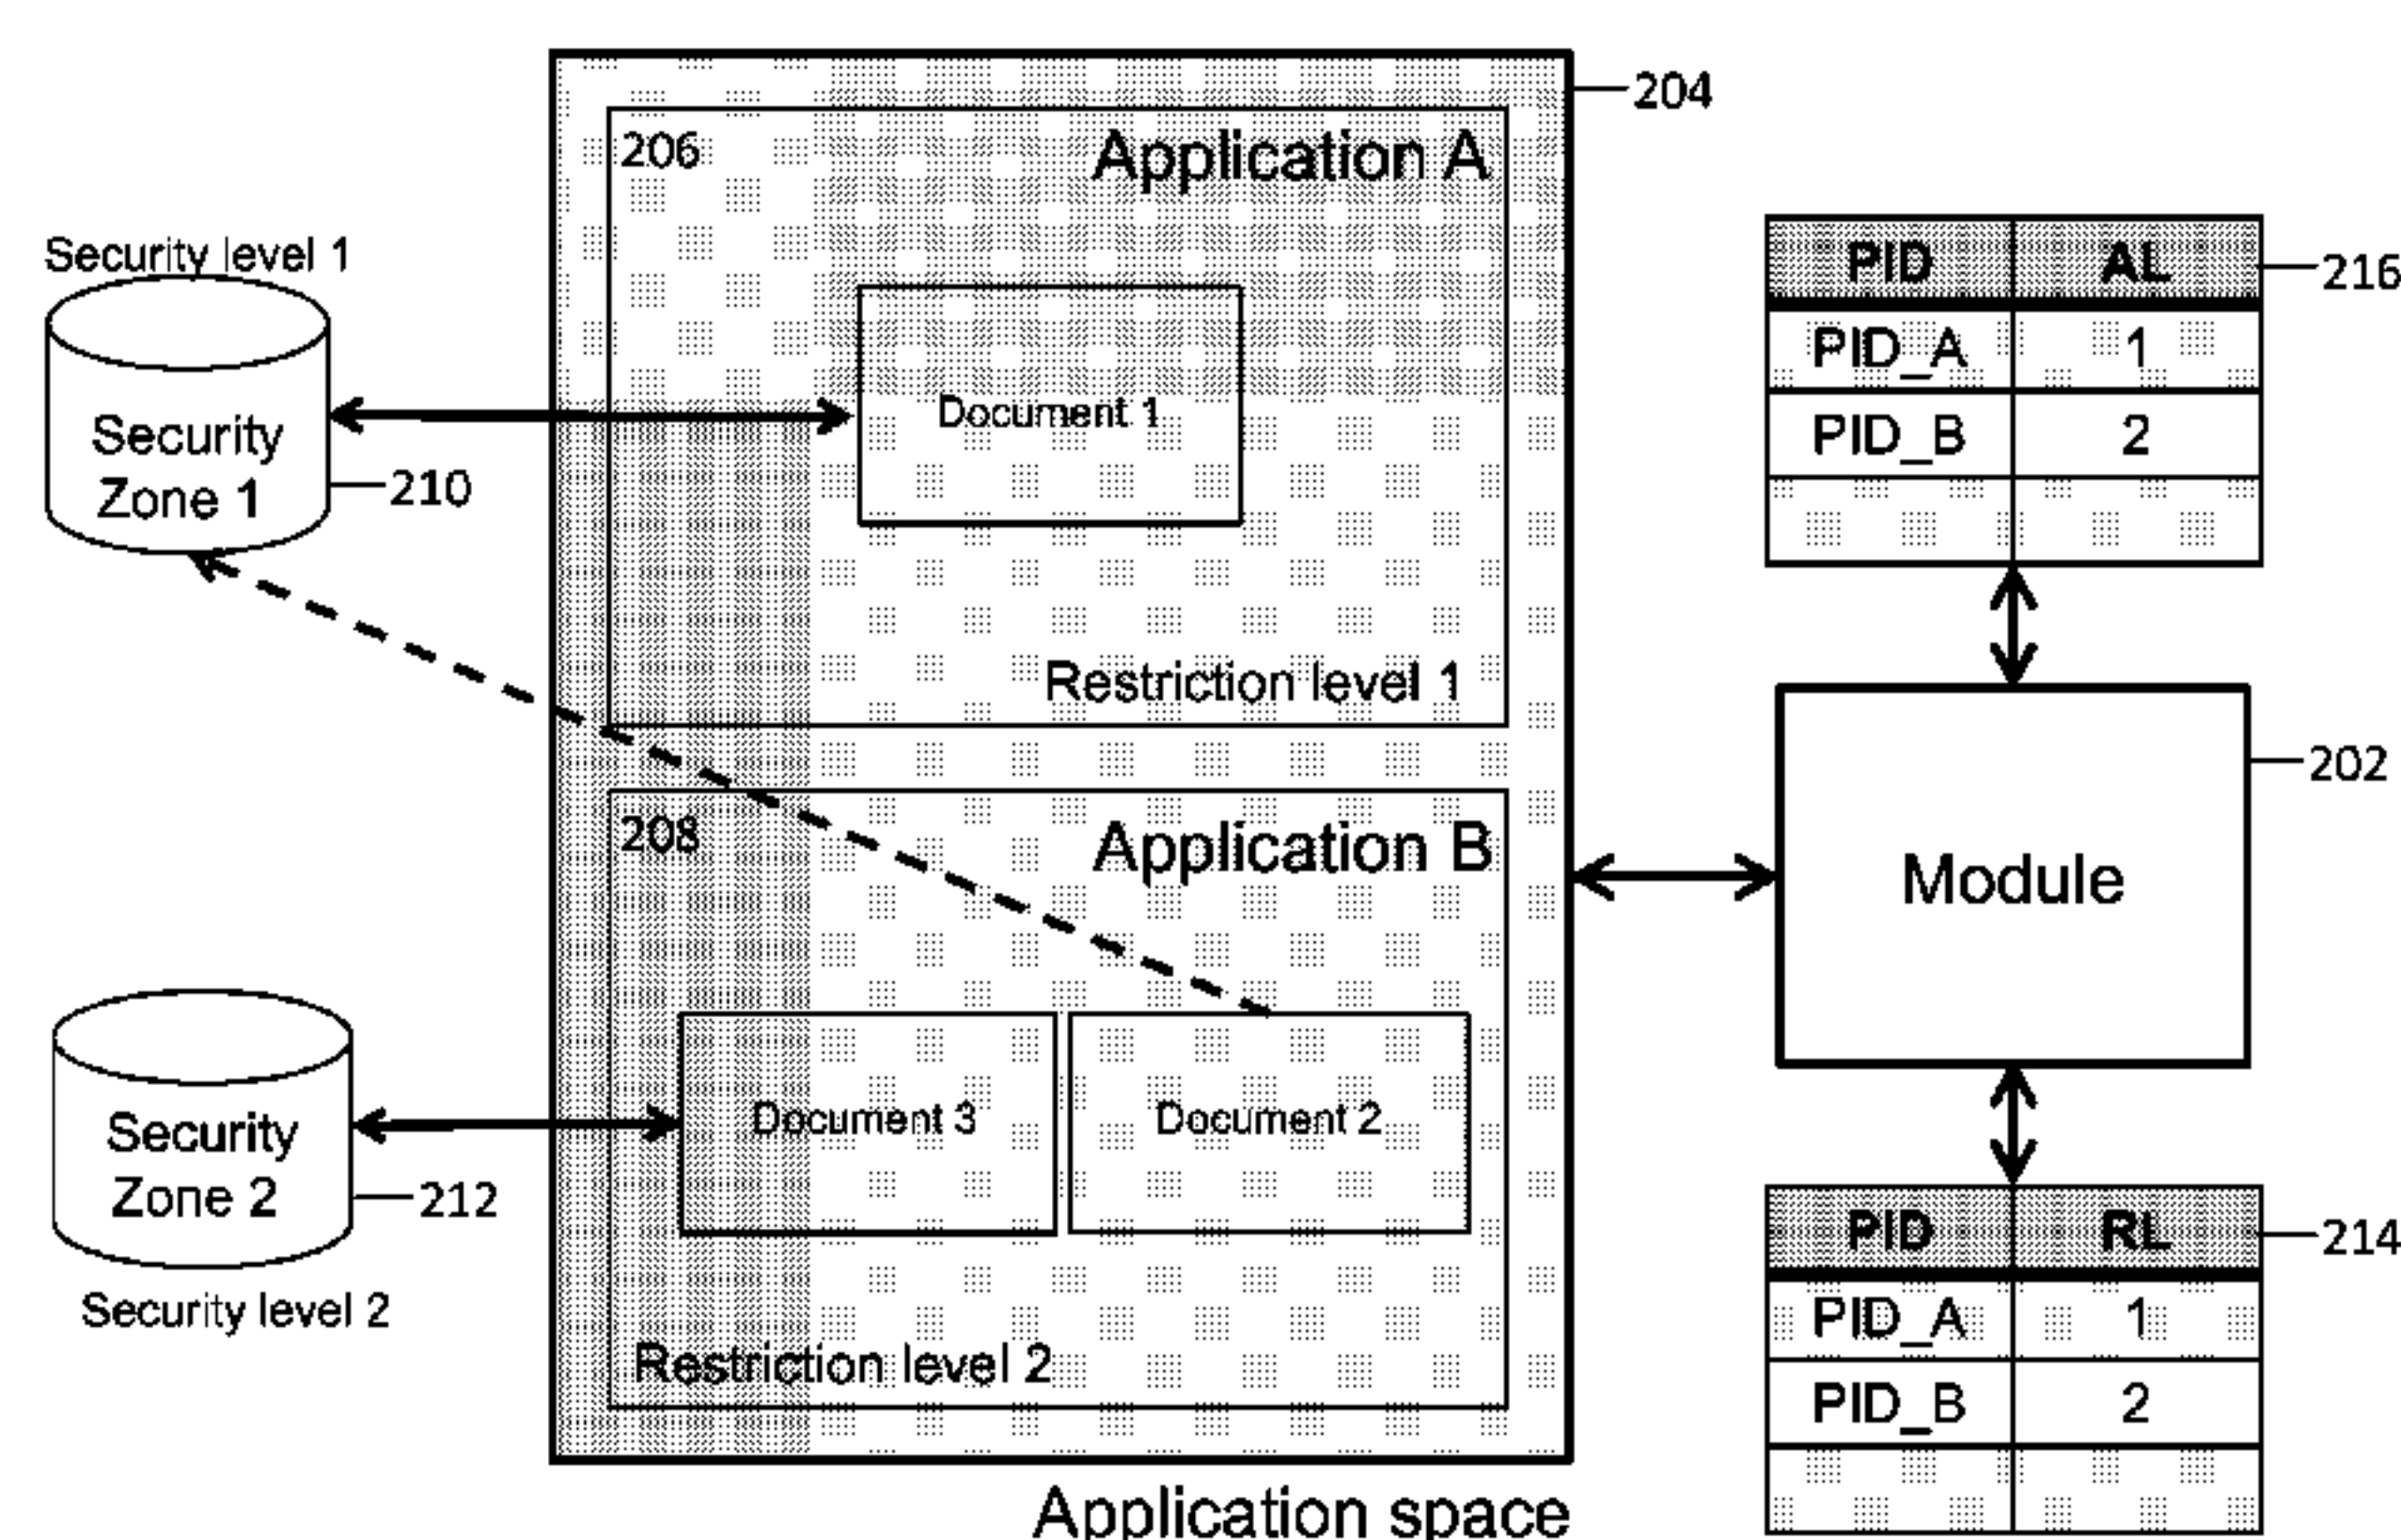 204
206
Application A
Security level 1
Security
Zone 1
210
Document 1
Restriction level 1
PID AL
216
PID_A 1
PID_B 2
202
Module
208
Application B
Document 3
Document 2
Security
Zone 2
212
Security level 2
Restriction level 2
Application space
PID RL
214
PID_A 1
PID_B 2